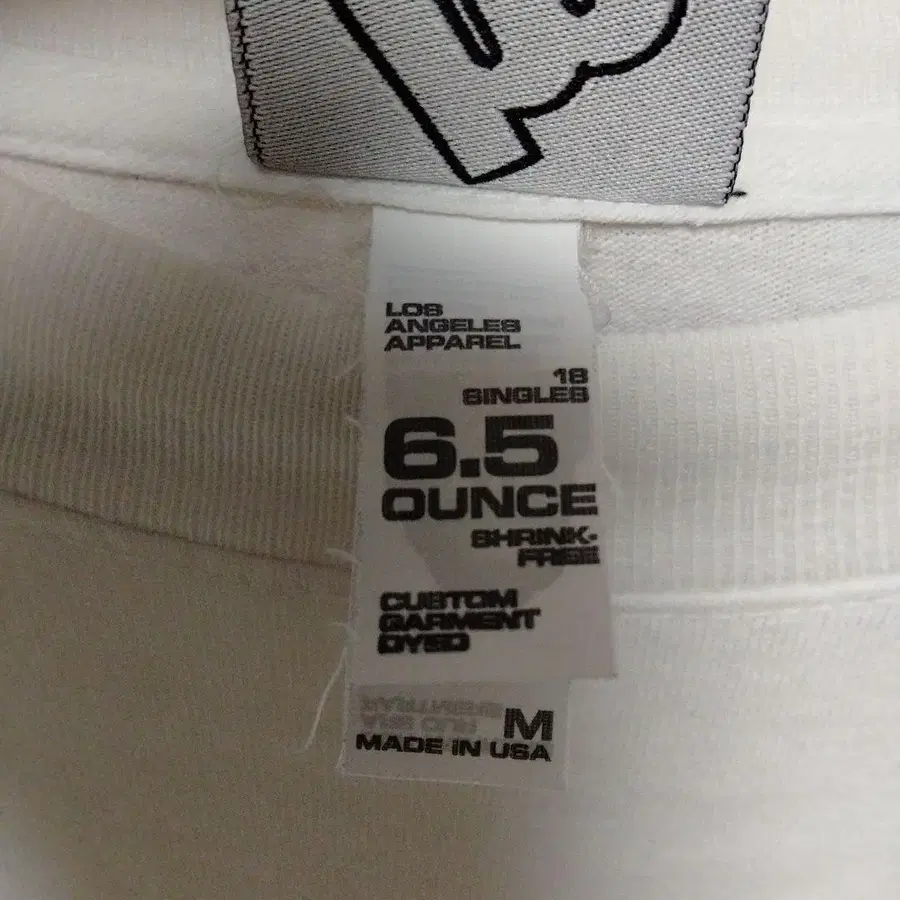 LOS
ANGELES
APPAREL
18
SINGLES
6.5
OUNCE
SHRINK-
FREE
CUSTOM
GARMENT
DYED
M
MADE IN USA